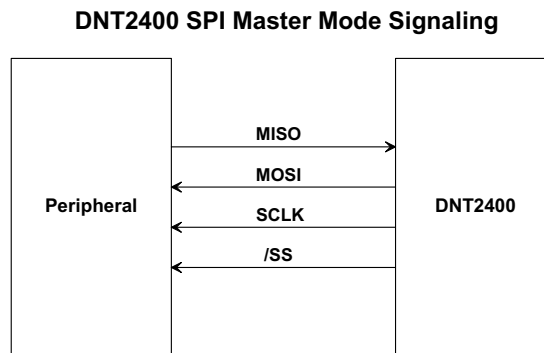 DNT2400 SPI Master Mode Signaling
MISO
MOSI
Peripheral
DNT2400
SCLK
/SS